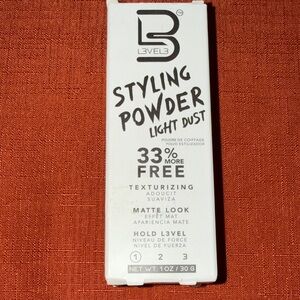 L3VEL3
STYLING
POWDER
LIGHT DUST
POUDRE DE COIFFAGE
POLVO ESTILIZADOR
33% MORE
FREE
TEXTURIZING
ADOUCIT
SUAVIZA
MATTE LOOK
EFFET MAT
APARIENCIA MATE
HOLD L3VEL
NIVEAU DE FORCE
NIVEL DE FUERZA
1 2 3
NET WT. 1 OZ / 30 G